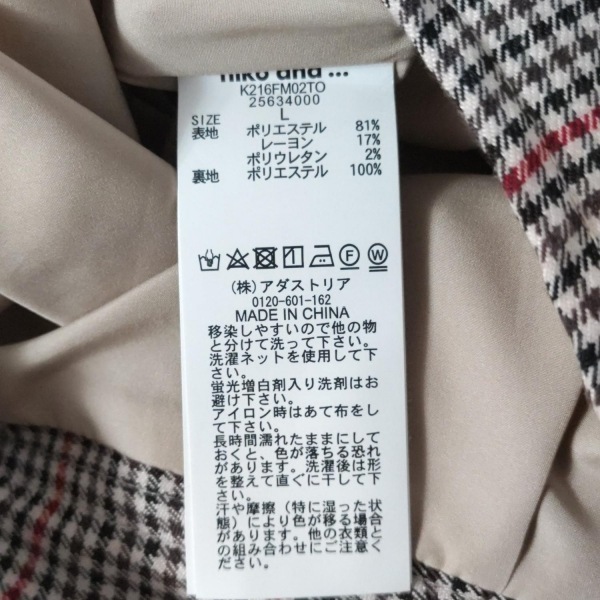 niko and ...
K216FM02TO
25634000
SIZE L
表地 ポリエステル 81%
レーヨン 17%
ポリウレタン 2%
裏地 ポリエステル 100%
F W
(株)アダストリア
0120-601-162
MADE IN CHINA
移染しやすいので他の物
と分けて洗って下さい。
洗濯ネットを使用して下
さい。
蛍光増白剤入り洗剤はお
避け下さい。
アイロン時はあて布をし
て下さい。
長時間濡れたままにして
おくと、色が落ちる恐れ
があります。洗濯後は形
を整えて直ぐに干して下
さい。
汗や摩擦(特に湿った状
態)により色が移る場合
があります。他の衣類と
の組み合わせにご注意く
ださい。